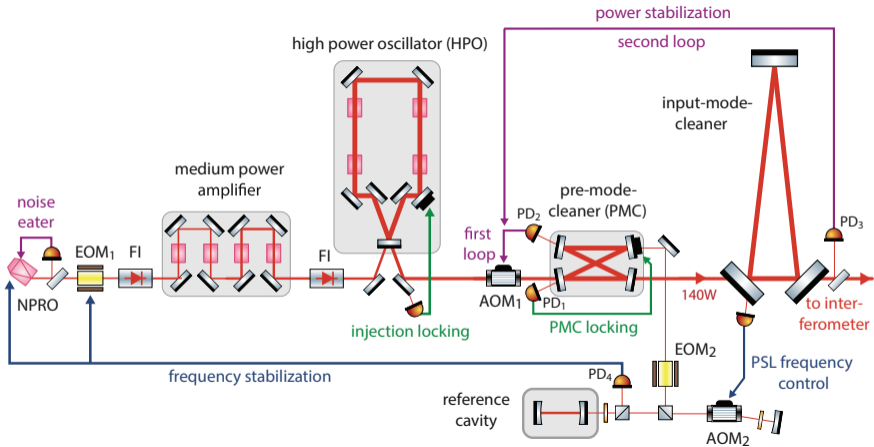 power stabilization
second loop
high power oscillator (HPO)
input-mode-
cleaner
medium power
amplifier
pre-mode-
cleaner (PMC)
noise
eater
EOM1
FI
FI
PD2
first
loop
PD3
NPRO
AOM1
PD1
140W
to inter-
ferometer
injection locking
PMC locking
EOM2
PSL frequency
control
frequency stabilization
PD4
reference
cavity
AOM2